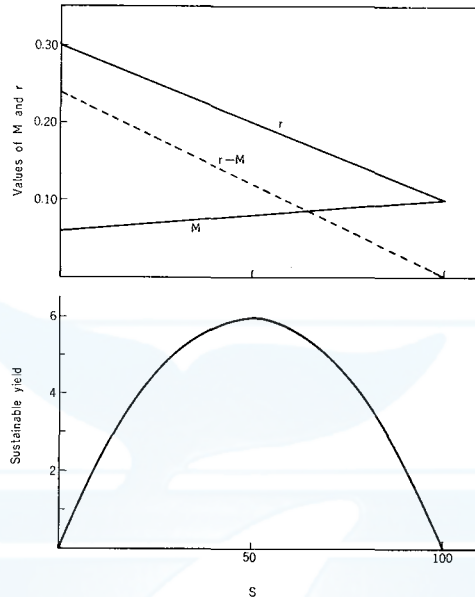 0.30
0.20
0.10
Values of M and r
r
r–M
M
6
4
2
Sustainable yield
50
100
S